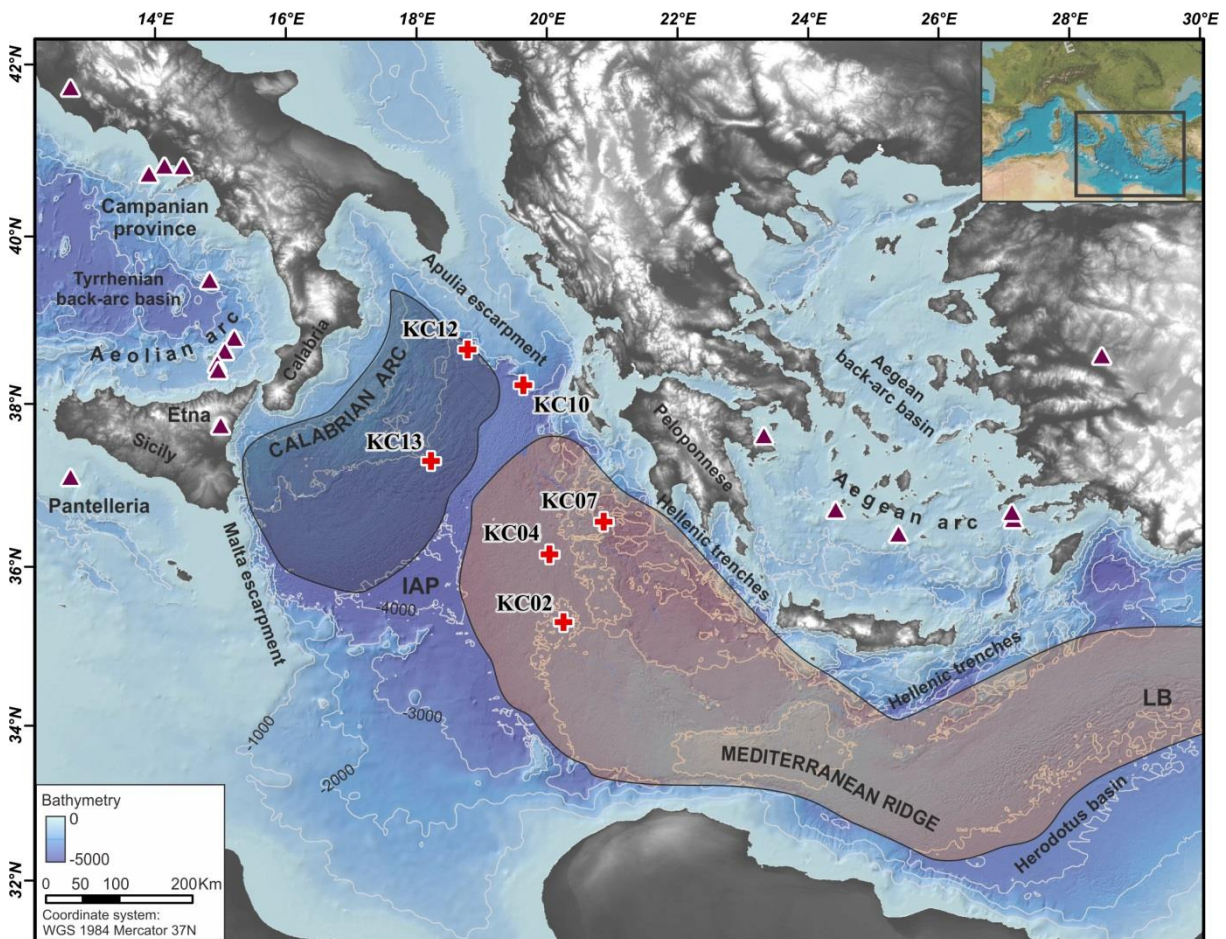 14°E 16°E 18°E 20°E 22°E 24°E 26°E 28°E 30°E
42°N
40°N
38°N
36°N
34°N
32°N
E
Campanian
province
Tyrrhenian
back-arc basin
Aeolian arc
Calabria
Etna
Sicily
Pantelleria
Malta escarpment
Apulia escarpment
CALABRIAN ARC
KC12
KC10
KC13
KC07
KC04
KC02
IAP
-4000
-3000
-2000
-1000
Peloponnese
Aegean
back-arc basin
Aegean arc
Hellenic trenches
Hellenic trenches
LB
MEDITERRANEAN RIDGE
Herodotus basin
Bathymetry
0
-5000
0 50 100 200 Km
Coordinate system:
WGS 1984 Mercator 37N